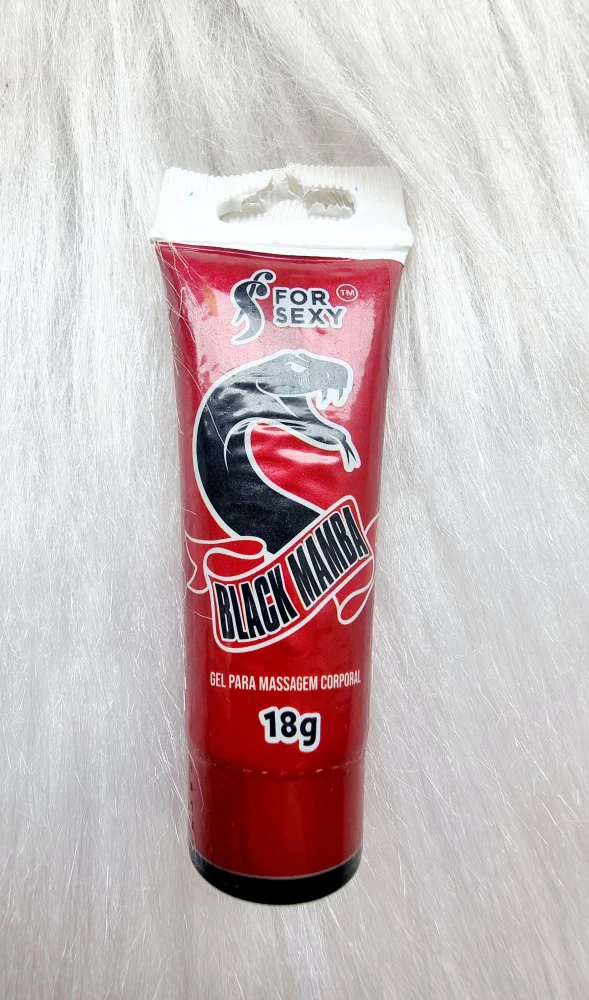 FOR TM
SEXY
BLACK MAMBA
GEL PARA MASSAGEM CORPORAL
18g